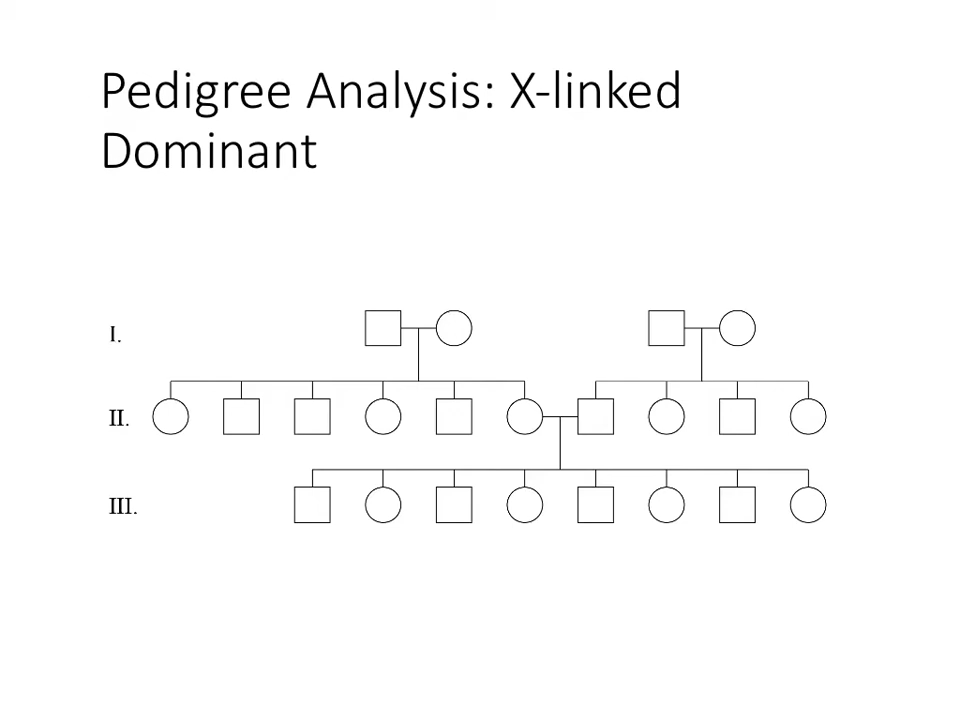 Pedigree Analysis: X-linked
Dominant
I.
II.
III.